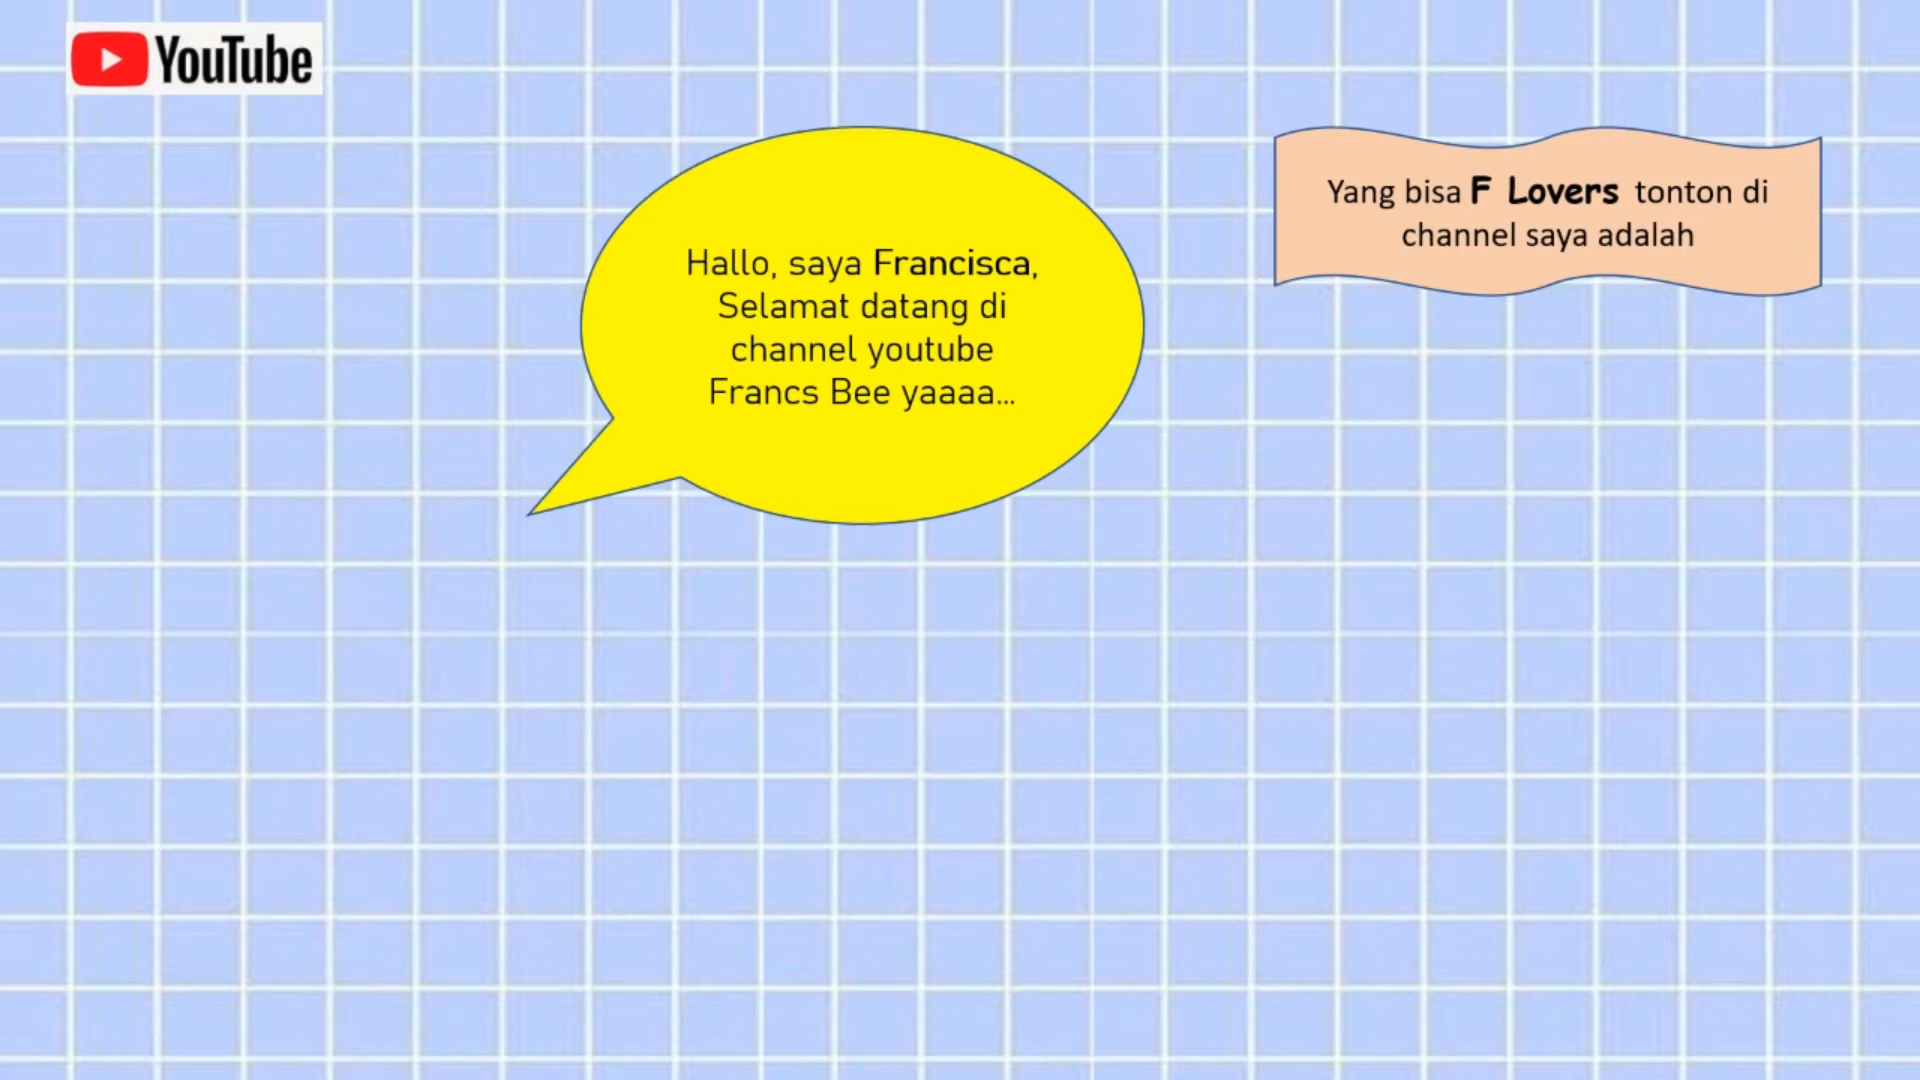 YouTube
Hallo, saya Francisca,
Selamat datang di
channel youtube
Francs Bee yaaaa...
Yang bisa F Lovers tonton di
channel saya adalah